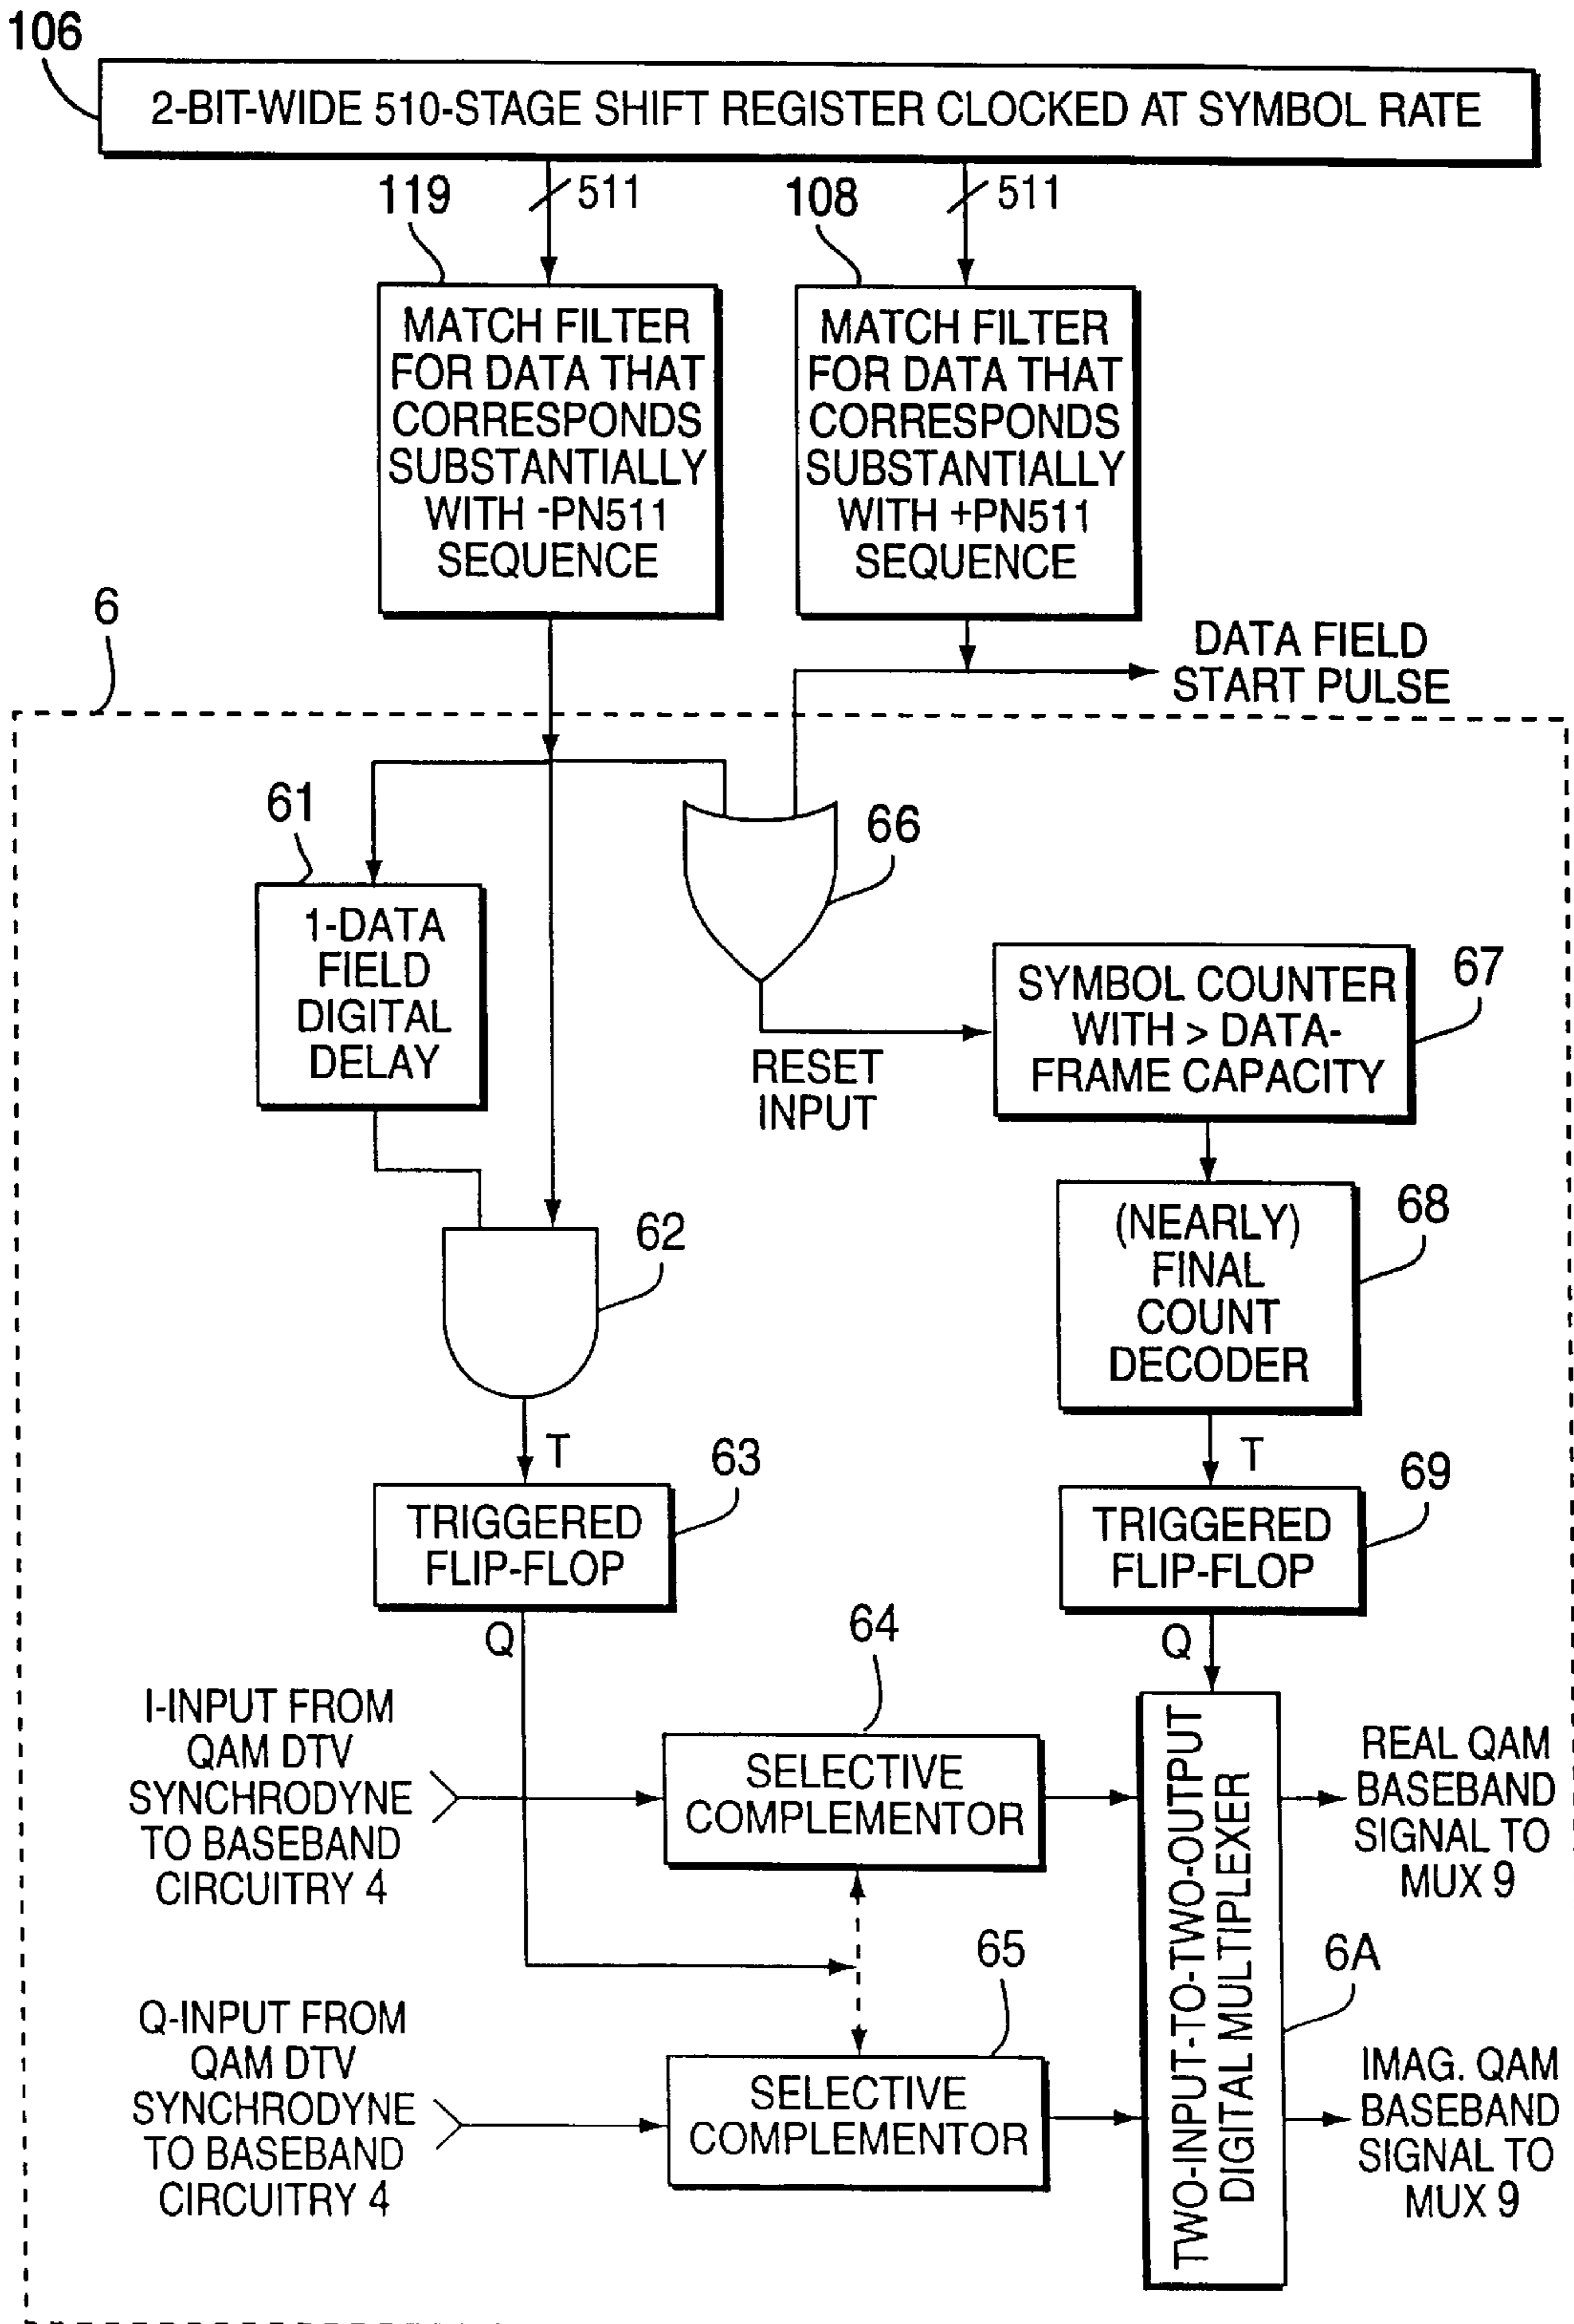 106
2-BIT-WIDE 510-STAGE SHIFT REGISTER CLOCKED AT SYMBOL RATE
119
511
108
511
MATCH FILTER
FOR DATA THAT
CORRESPONDS
SUBSTANTIALLY
WITH -PN511
SEQUENCE
MATCH FILTER
FOR DATA THAT
CORRESPONDS
SUBSTANTIALLY
WITH +PN511
SEQUENCE
6
DATA FIELD
START PULSE
61
1-DATA
FIELD
DIGITAL
DELAY
66
RESET
INPUT
67
SYMBOL COUNTER
WITH > DATA-
FRAME CAPACITY
62
68
(NEARLY)
FINAL
COUNT
DECODER
T
63
TRIGGERED
FLIP-FLOP
Q
T
69
TRIGGERED
FLIP-FLOP
Q
64
I-INPUT FROM
QAM DTV
SYNCHRODYNE
TO BASEBAND
CIRCUITRY 4
SELECTIVE
COMPLEMENTOR
TWO-INPUT-TO-TWO-OUTPUT
DIGITAL MULTIPLEXER
REAL QAM
BASEBAND
SIGNAL TO
MUX 9
65
6A
Q-INPUT FROM
QAM DTV
SYNCHRODYNE
TO BASEBAND
CIRCUITRY 4
SELECTIVE
COMPLEMENTOR
IMAG. QAM
BASEBAND
SIGNAL TO
MUX 9